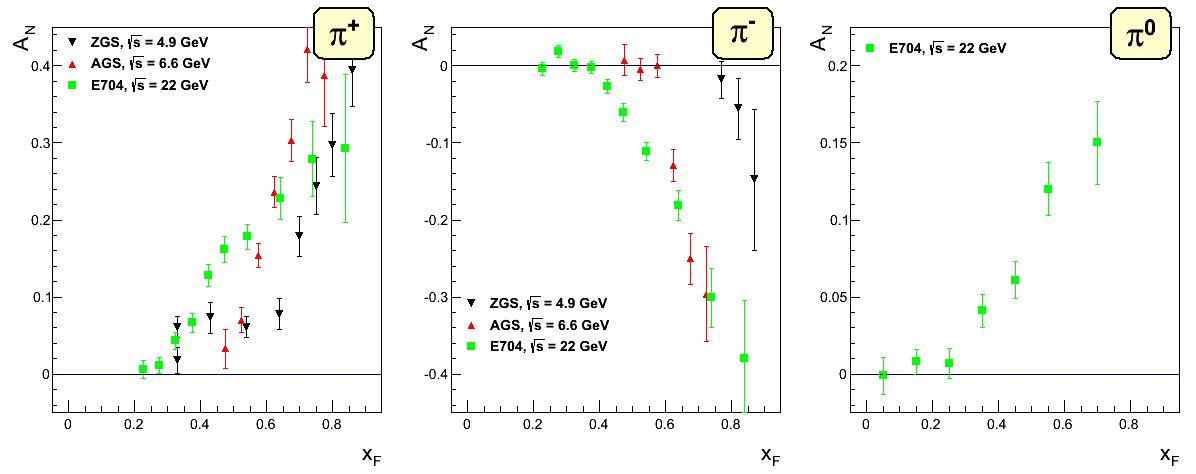 A_N
π⁺
ZGS, √s = 4.9 GeV
AGS, √s = 6.6 GeV
E704, √s = 22 GeV
0.4
0.3
0.2
0.1
0
0 0.2 0.4 0.6 0.8
x_F
A_N
π⁻
0
-0.1
-0.2
-0.3
-0.4
ZGS, √s = 4.9 GeV
AGS, √s = 6.6 GeV
E704, √s = 22 GeV
0 0.2 0.4 0.6 0.8
x_F
A_N
π⁰
E704, √s = 22 GeV
0.2
0.15
0.1
0.05
0
0 0.2 0.4 0.6 0.8
x_F